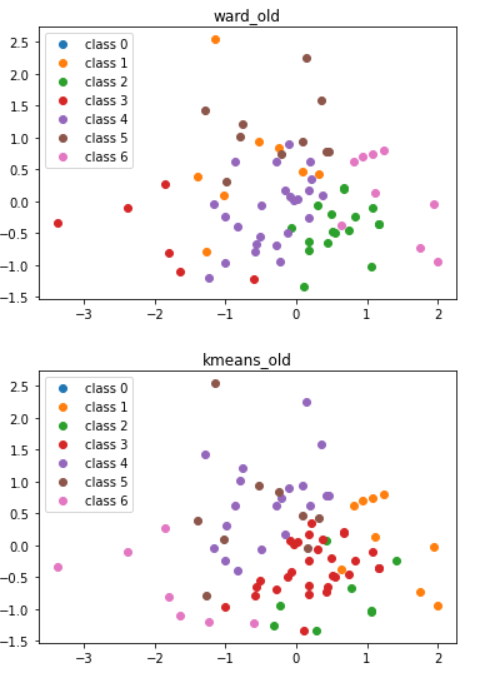 ward_old
2.5
2.0
1.5
1.0
0.5
0.0
−0.5
−1.0
−1.5
class 0
class 1
class 2
class 3
class 4
class 5
class 6
−3 −2 −1 0 1 2
kmeans_old
2.5
2.0
1.5
1.0
0.5
0.0
−0.5
−1.0
−1.5
class 0
class 1
class 2
class 3
class 4
class 5
class 6
−3 −2 −1 0 1 2